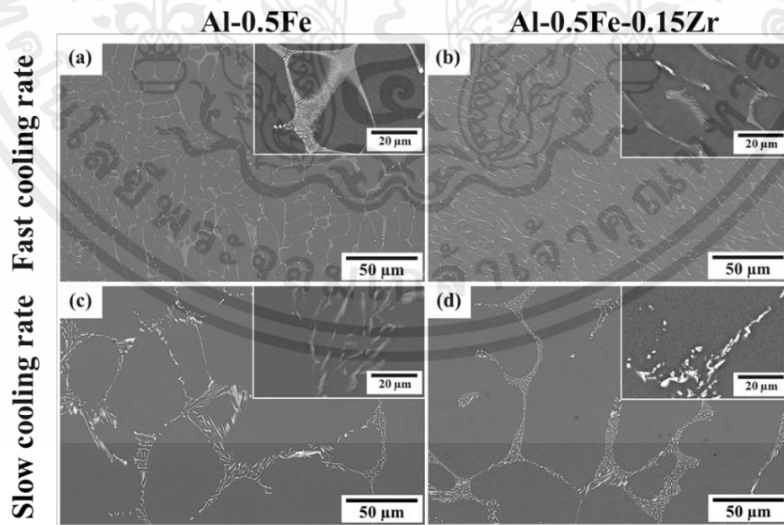 Al-0.5Fe
Al-0.5Fe-0.15Zr
Fast cooling rate
(a)
20 μm
50 μm
(b)
20 μm
50 μm
Slow cooling rate
(c)
20 μm
50 μm
(d)
20 μm
50 μm